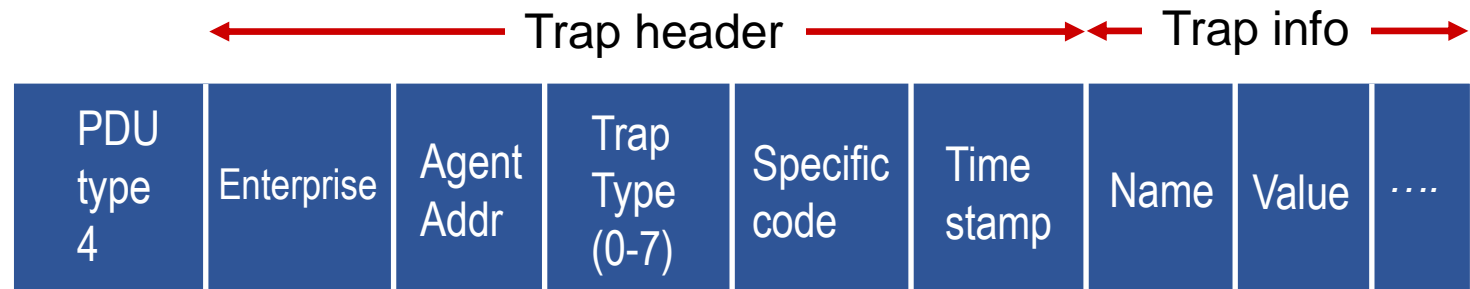 Trap header
Trap info
PDU
type
4
Enterprise
Agent
Addr
Trap
Type
(0-7)
Specific
code
Time
stamp
Name
Value
....